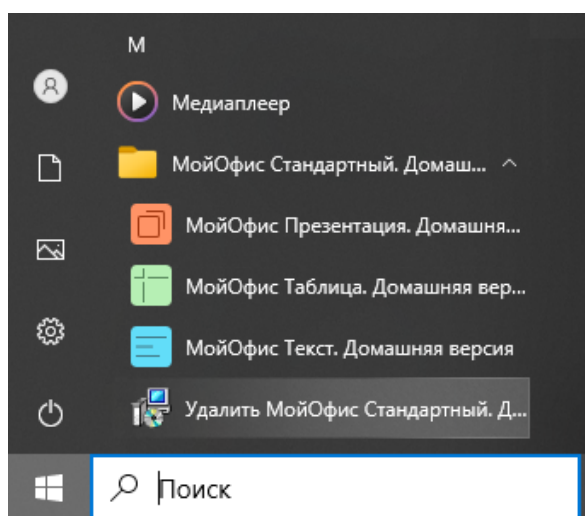 М
Медиаплеер
МойОфис Стандартный. Домаш...
МойОфис Презентация. Домашня...
МойОфис Таблица. Домашняя вер...
МойОфис Текст. Домашняя версия
Удалить МойОфис Стандартный. Д...
Поиск